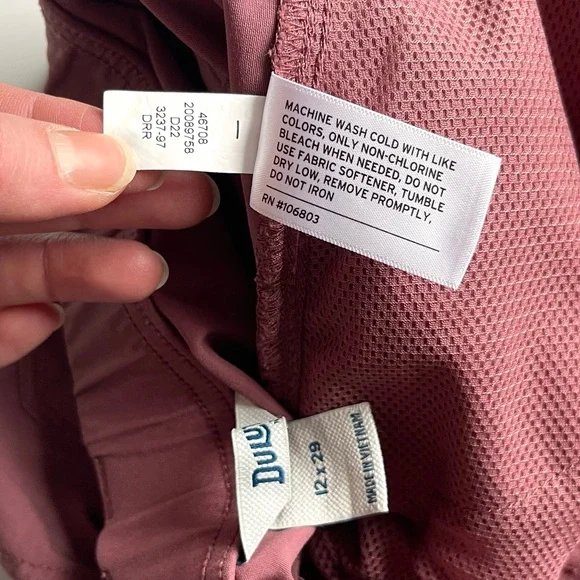 46708
20089758
D22
3237-97
DRR
MACHINE WASH COLD WITH LIKE
COLORS, ONLY NON-CHLORINE
BLEACH WHEN NEEDED, DO NOT
USE FABRIC SOFTENER, TUMBLE
DRY LOW, REMOVE PROMPTLY,
DO NOT IRON
RN #106803
DULU
12 x 29
MADE IN VIETNAM